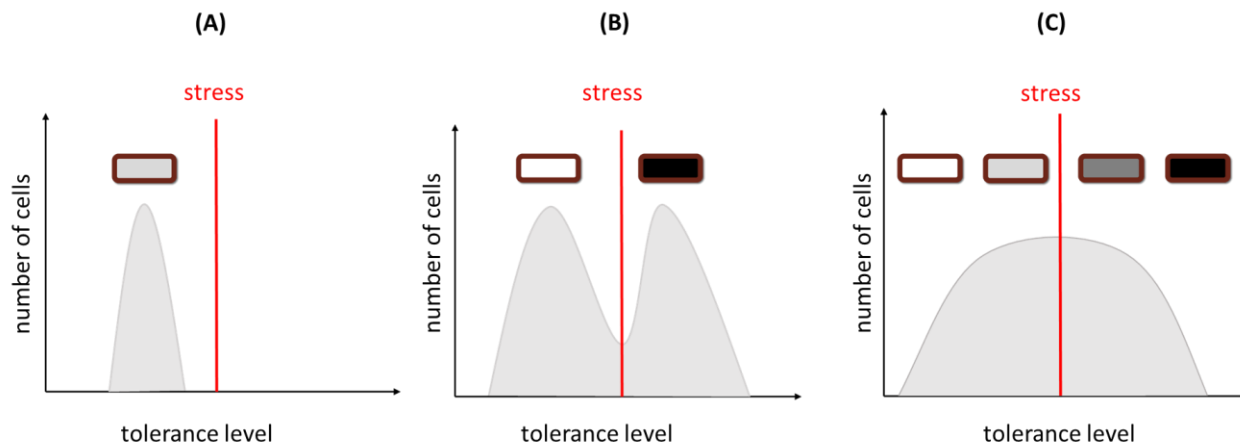 (A)
stress
number of cells
tolerance level
(B)
stress
number of cells
tolerance level
(C)
stress
number of cells
tolerance level